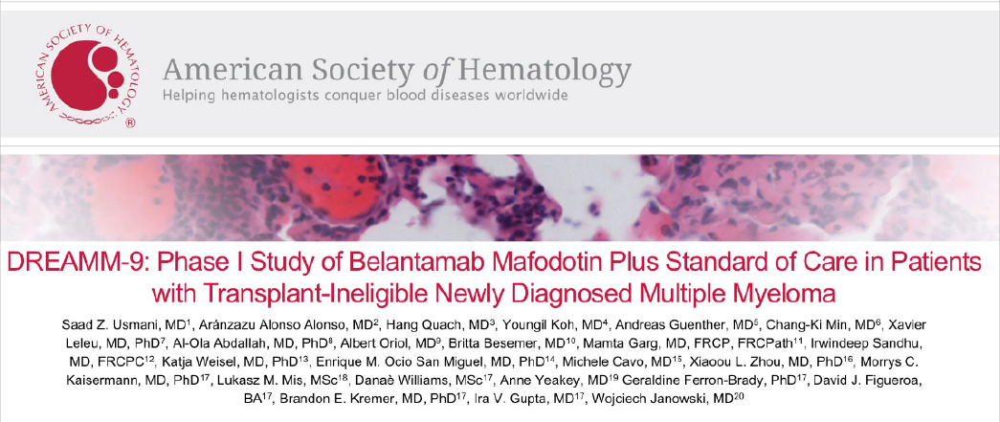 AMERICAN SOCIETY OF HEMATOLOGY
®
American Society of Hematology
Helping hematologists conquer blood diseases worldwide
DREAMM-9: Phase I Study of Belantamab Mafodotin Plus Standard of Care in Patients
with Transplant-Ineligible Newly Diagnosed Multiple Myeloma
Saad Z. Usmani, MD¹, Aránzazu Alonso Alonso, MD², Hang Quach, MD³, Youngil Koh, MD⁴, Andreas Guenther, MD⁵, Chang-Ki Min, MD⁶, Xavier
Leleu, MD, PhD⁷, Al-Ola Abdallah, MD, PhD⁸, Albert Oriol, MD⁹, Britta Besemer, MD¹⁰, Mamta Garg, MD, FRCP, FRCPath¹¹, Irwindeep Sandhu,
MD, FRCPC¹², Katja Weisel, MD, PhD¹³, Enrique M. Ocio San Miguel, MD, PhD¹⁴, Michele Cavo, MD¹⁵, Xiaoou L. Zhou, MD, PhD¹⁶, Morrys C.
Kaisermann, MD, PhD¹⁷, Lukasz M. Mis, MSc¹⁸, Danaè Williams, MSc¹⁷, Anne Yeakey, MD¹⁹ Geraldine Ferron-Brady, PhD¹⁷, David J. Figueroa,
BA¹⁷, Brandon E. Kremer, MD, PhD¹⁷, Ira V. Gupta, MD¹⁷, Wojciech Janowski, MD²⁰